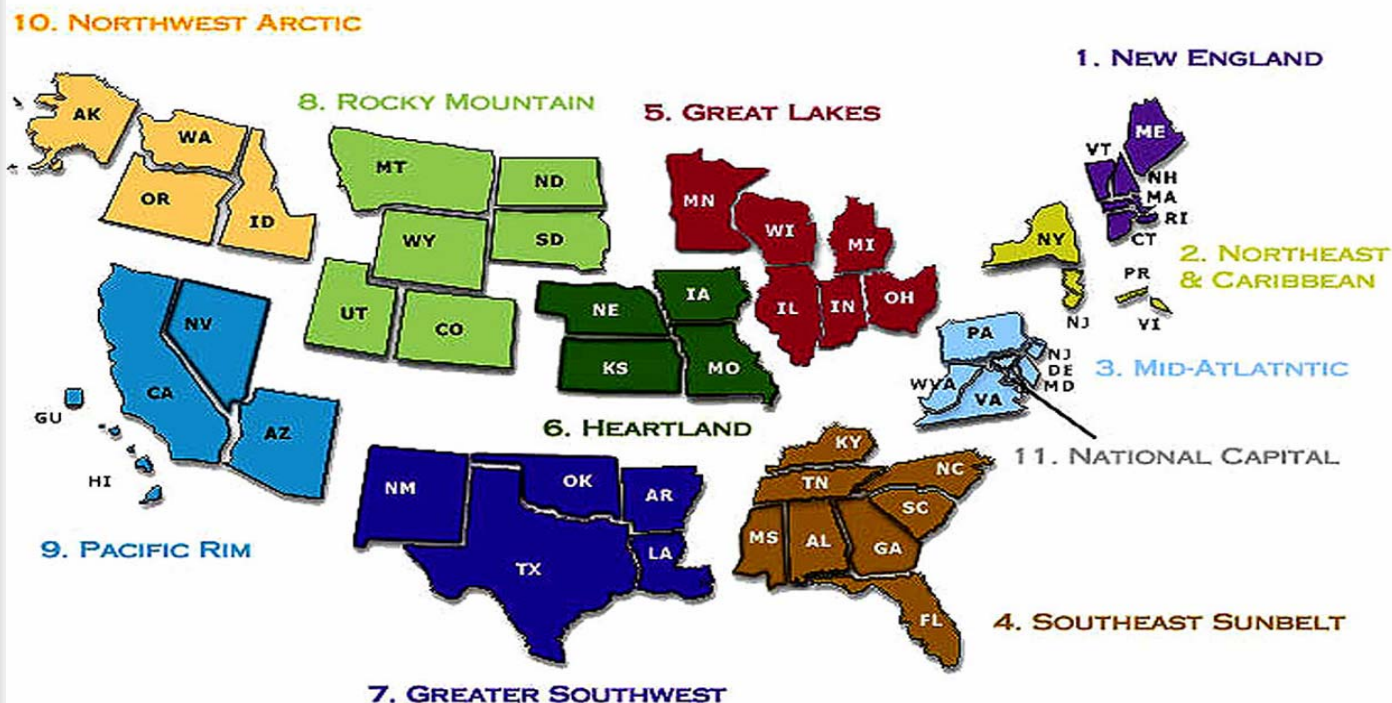 10. NORTHWEST ARCTIC
1. NEW ENGLAND
8. ROCKY MOUNTAIN
5. GREAT LAKES
AK
WA
OR
ID
MT
ND
WY
SD
UT
CO
MN
WI
MI
IL
IN
OH
ME
VT
NH
MA
RI
CT
NY
NJ
2. NORTHEAST
& CARIBBEAN
PR
VI
NE
IA
KS
MO
6. HEARTLAND
PA
NJ
DE
MD
WVA
VA
3. MID-ATLATNTIC
11. NATIONAL CAPITAL
NV
CA
AZ
GU
HI
9. PACIFIC RIM
NM
OK
AR
TX
LA
7. GREATER SOUTHWEST
KY
NC
TN
SC
MS
AL
GA
FL
4. SOUTHEAST SUNBELT